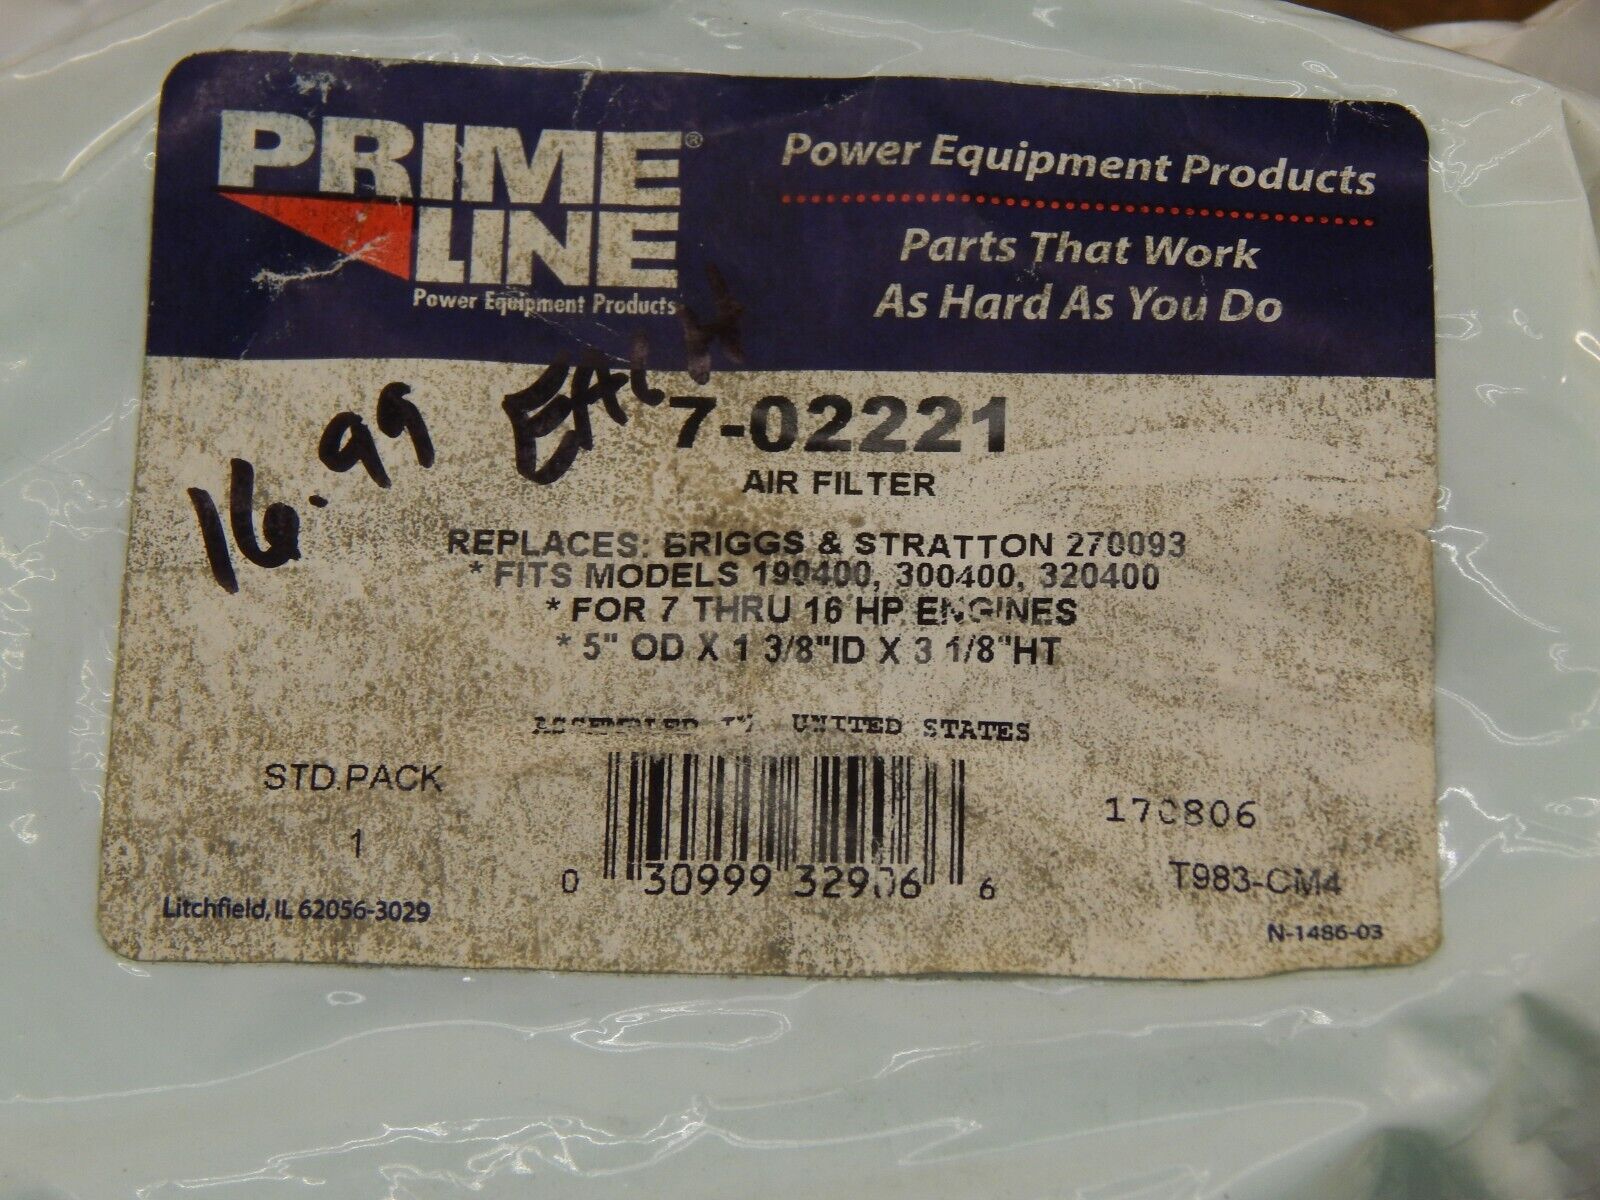 PRIME®
LINE
Power Equipment Products
Power Equipment Products
Parts That Work
As Hard As You Do
16.99 EACH
7-02221
AIR FILTER
REPLACES: BRIGGS & STRATTON 270093
* FITS MODELS 190400, 300400, 320400
* FOR 7 THRU 16 HP ENGINES
* 5" OD X 1 3/8"ID X 3 1/8"HT
ASSEMBLED IN UNITED STATES
STD.PACK
1
170806
0 30999 32906 6
T983-CM4
Litchfield, IL 62056-3029
N-1486-03